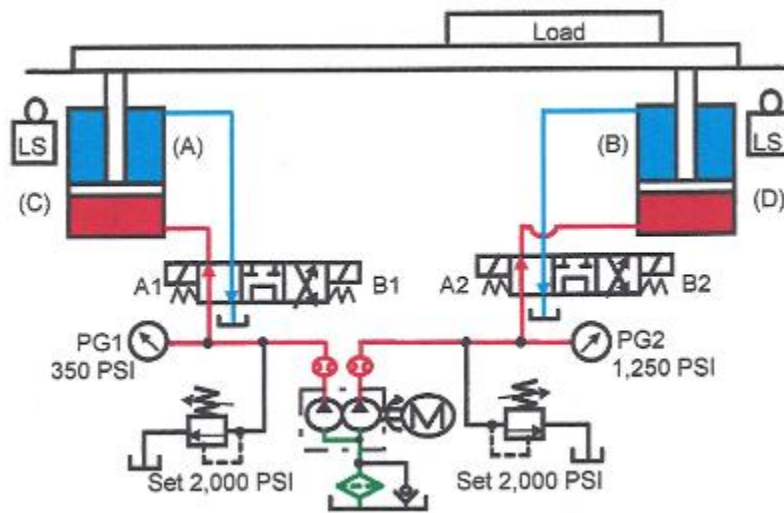 Load
LS
(A)
(B)
LS
(C)
(D)
A1
B1
A2
B2
PG1
350 PSI
PG2
1,250 PSI
M
Set 2,000 PSI
Set 2,000 PSI